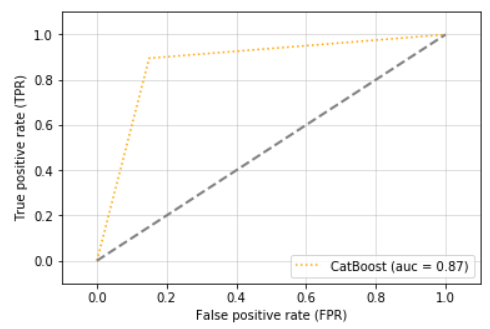 1.0
0.8
0.6
0.4
0.2
0.0
True positive rate (TPR)
CatBoost (auc = 0.87)
0.0 0.2 0.4 0.6 0.8 1.0
False positive rate (FPR)